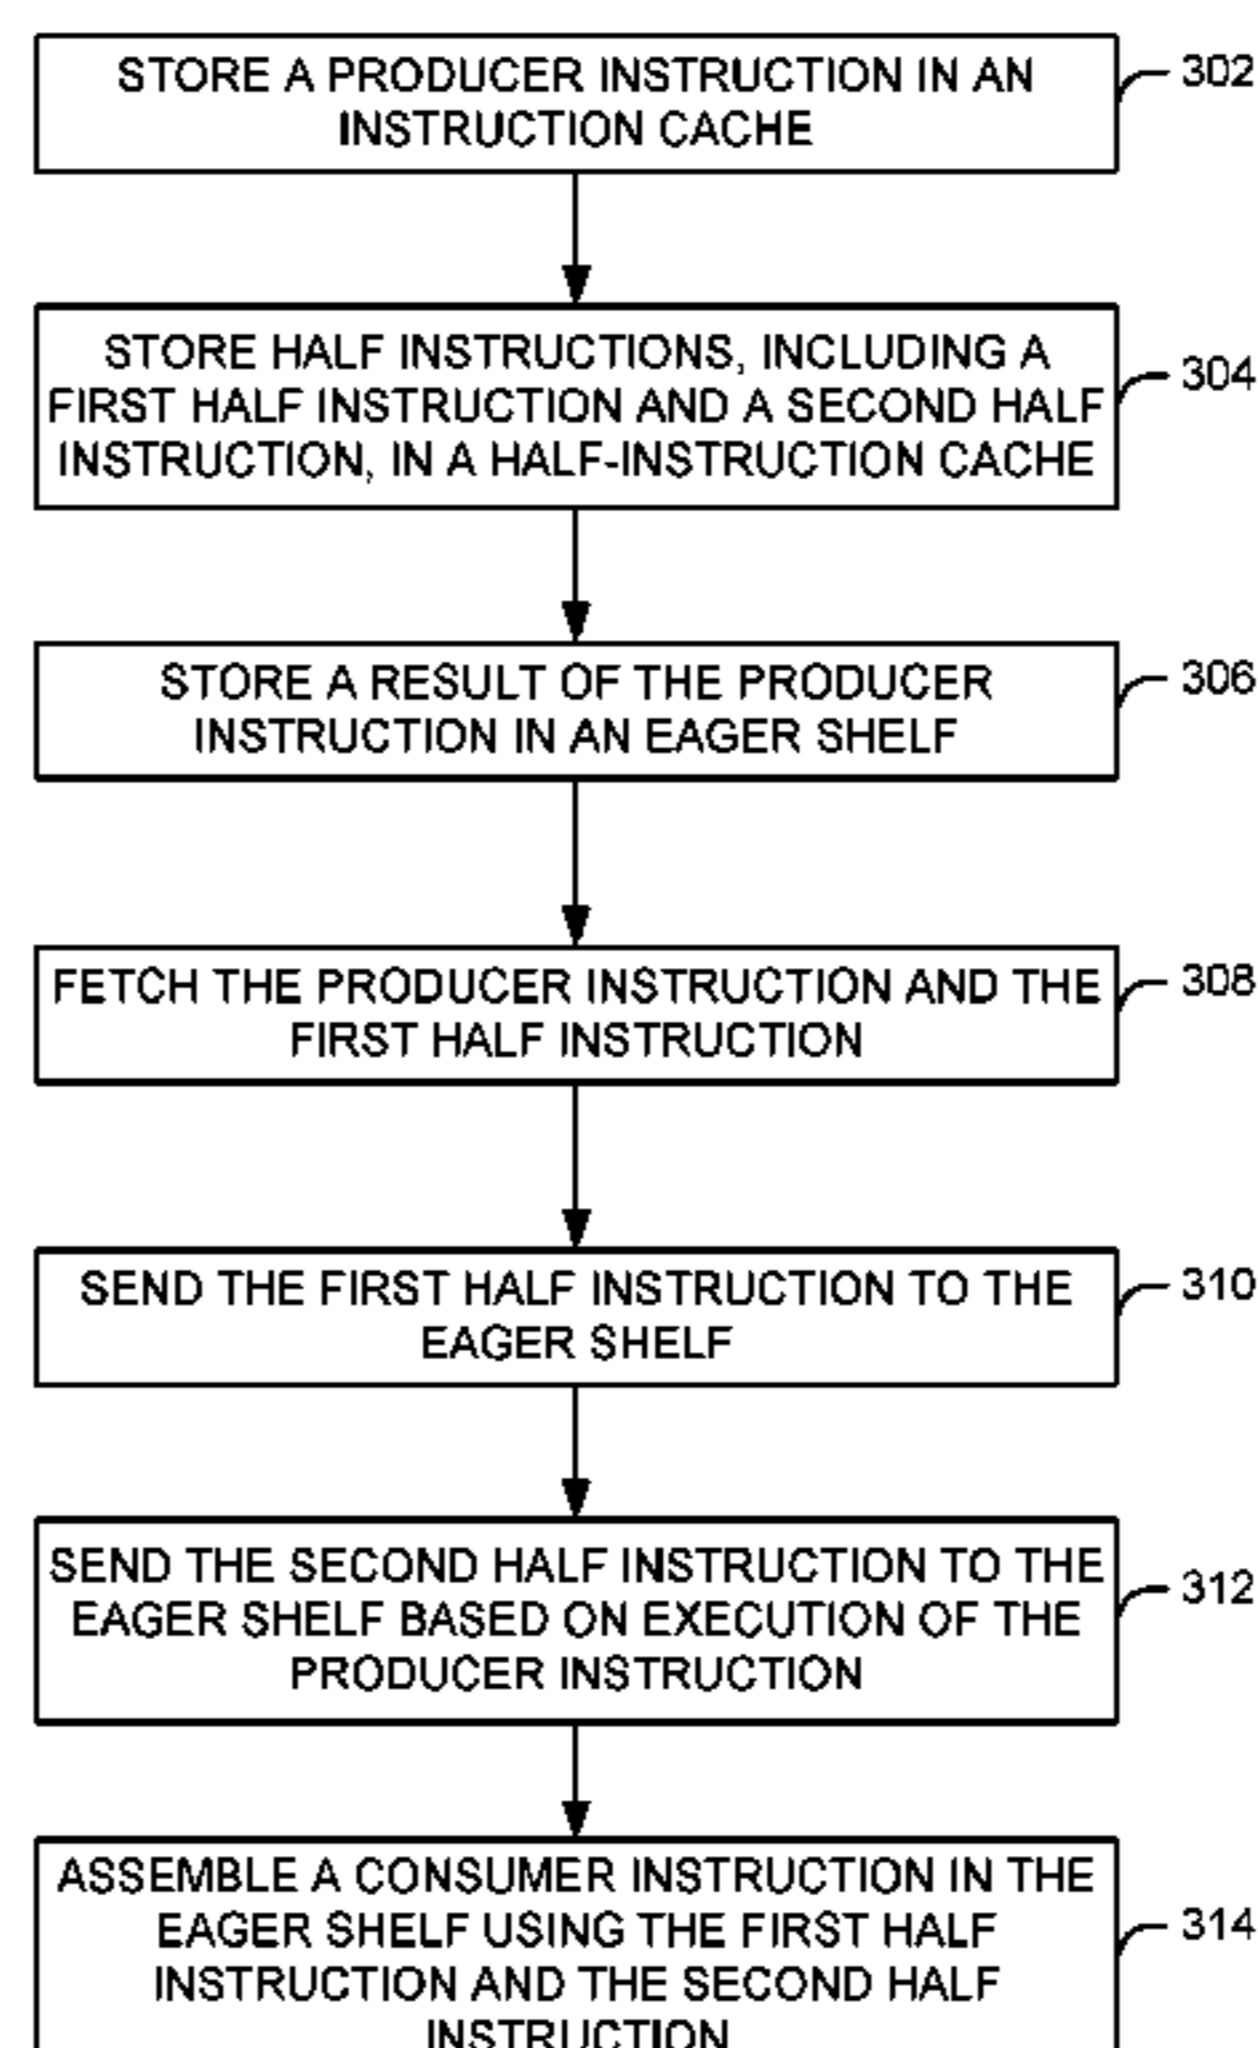 STORE A PRODUCER INSTRUCTION IN AN
INSTRUCTION CACHE
302
STORE HALF INSTRUCTIONS, INCLUDING A
FIRST HALF INSTRUCTION AND A SECOND HALF
INSTRUCTION, IN A HALF-INSTRUCTION CACHE
304
STORE A RESULT OF THE PRODUCER
INSTRUCTION IN AN EAGER SHELF
306
FETCH THE PRODUCER INSTRUCTION AND THE
FIRST HALF INSTRUCTION
308
SEND THE FIRST HALF INSTRUCTION TO THE
EAGER SHELF
310
SEND THE SECOND HALF INSTRUCTION TO THE
EAGER SHELF BASED ON EXECUTION OF THE
PRODUCER INSTRUCTION
312
ASSEMBLE A CONSUMER INSTRUCTION IN THE
EAGER SHELF USING THE FIRST HALF
INSTRUCTION AND THE SECOND HALF
INSTRUCTION
314